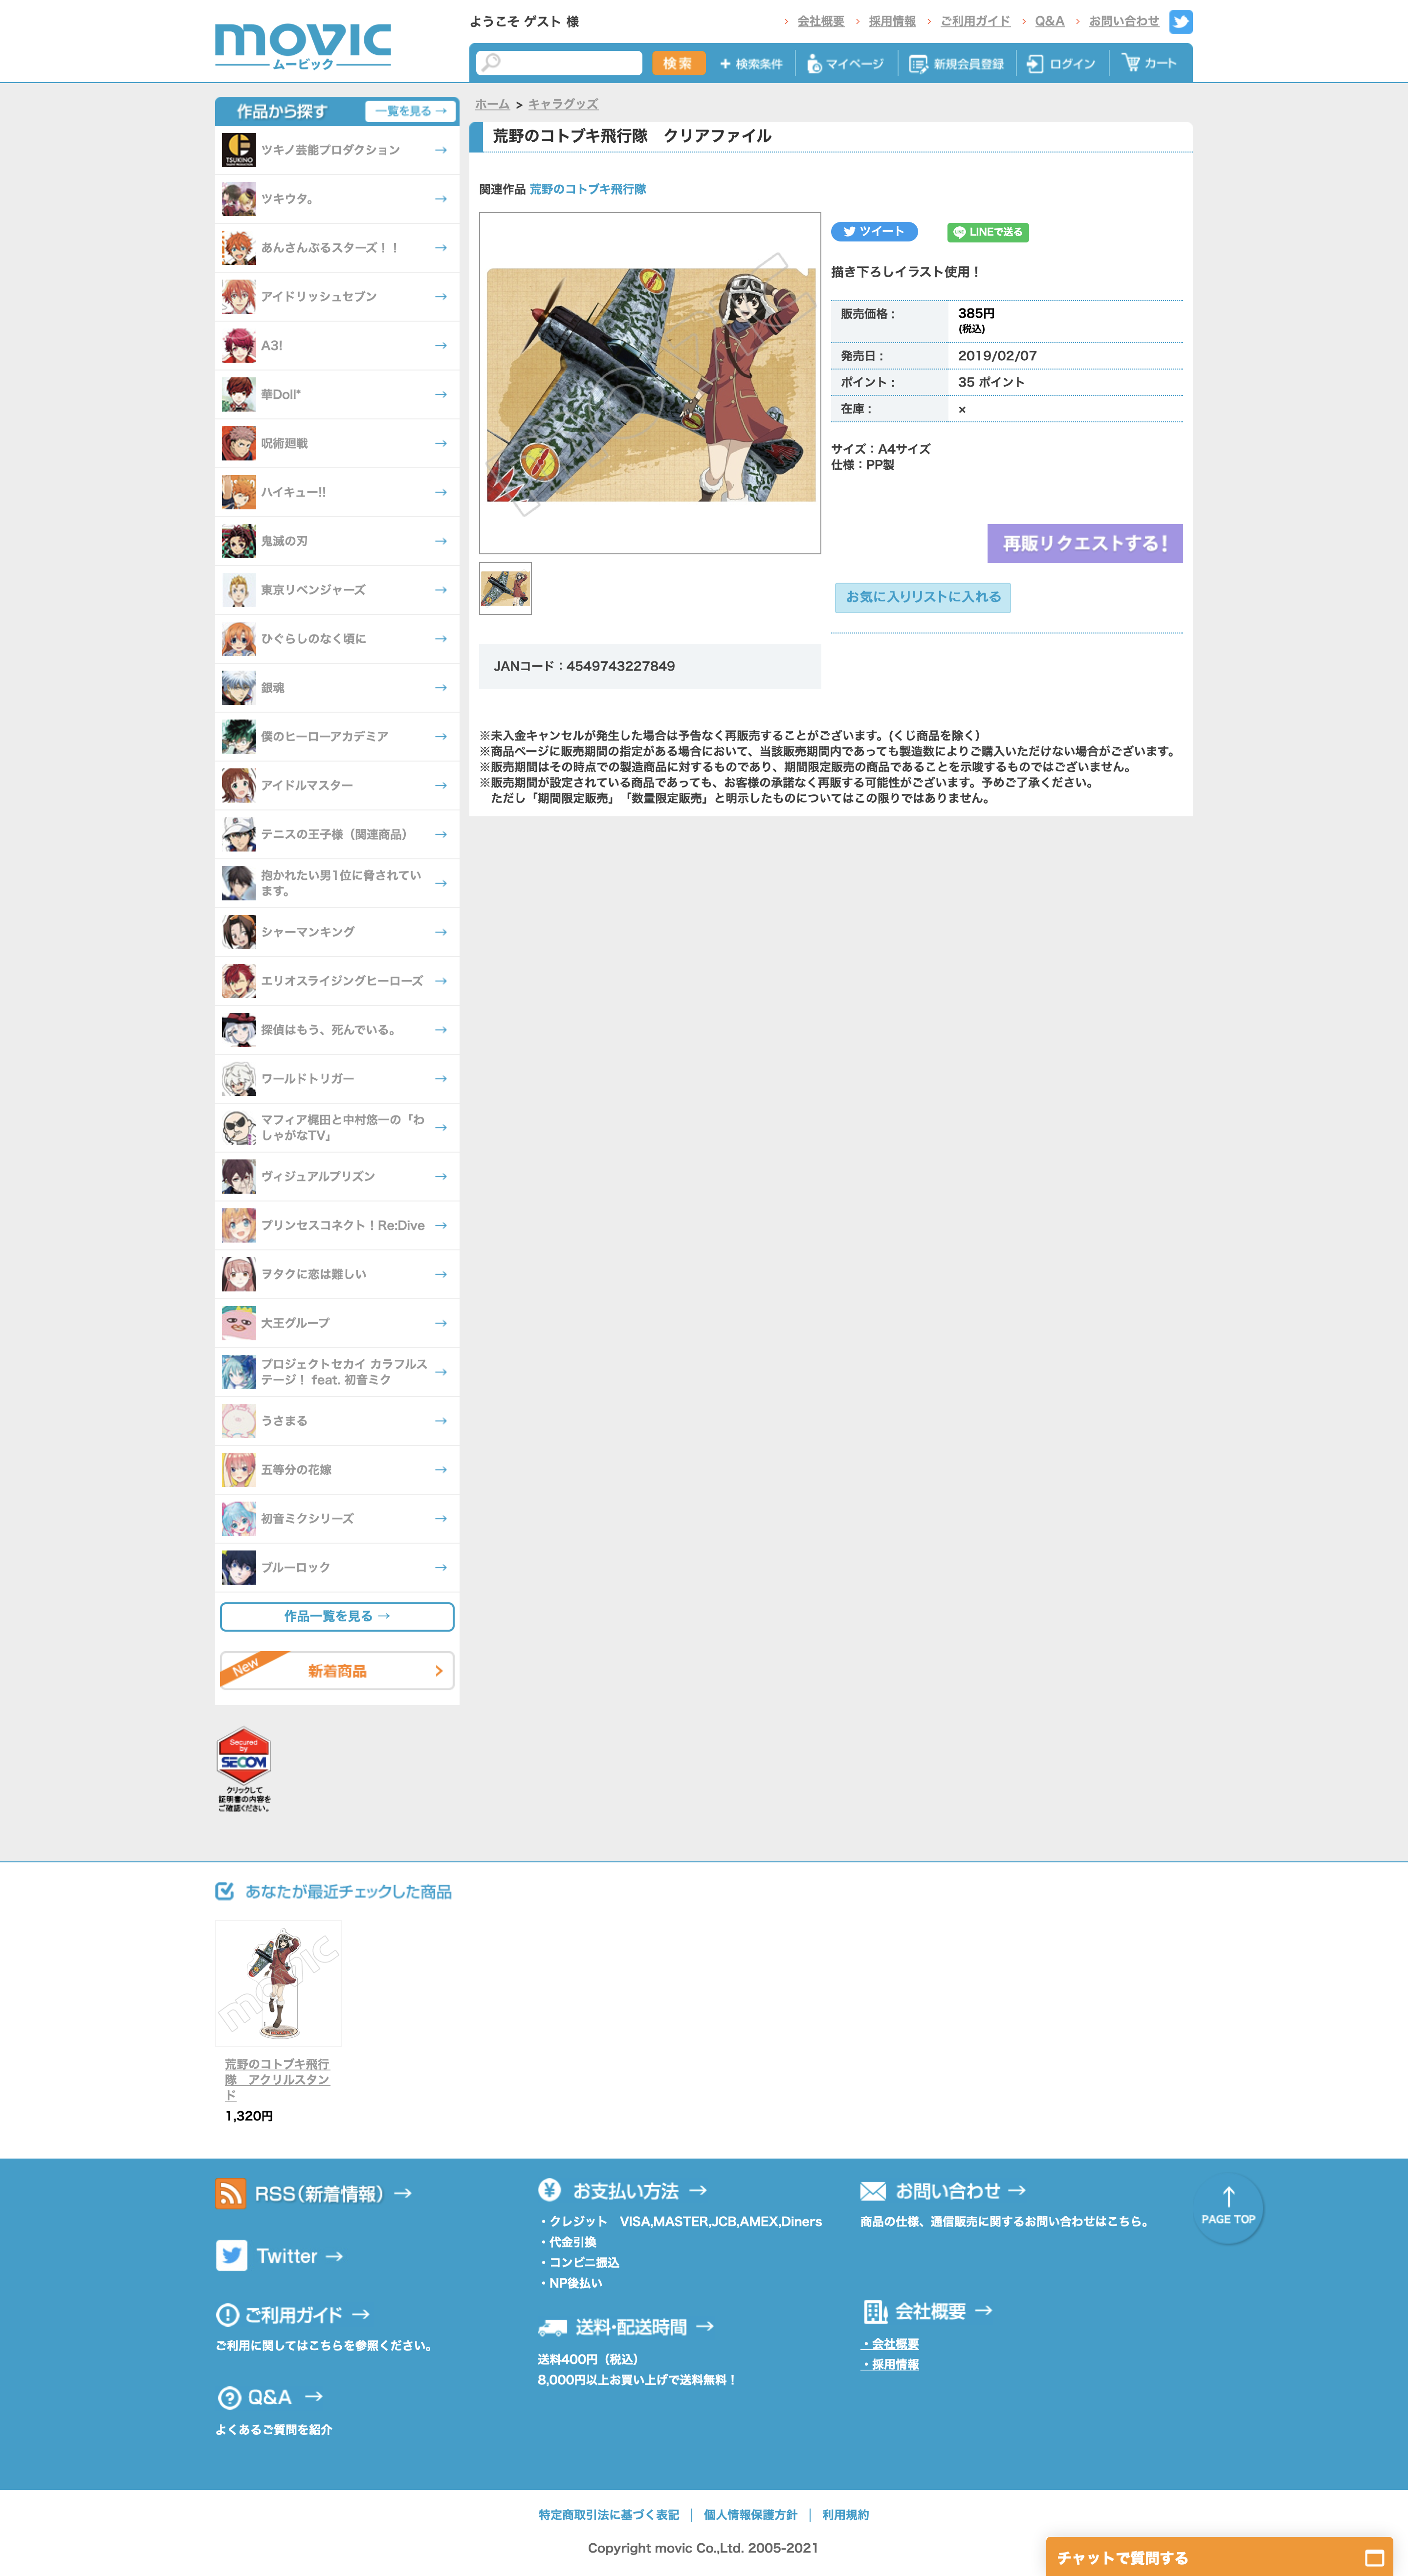 movic
ムービック
ようこそ ゲスト 様
会社概要
採用情報
ご利用ガイド
Q&A
お問い合わせ
検索
+ 検索条件
マイページ
新規会員登録
ログイン
カート
作品から探す
一覧を見る →
TSUKINO
ツキノ芸能プロダクション →
ツキウタ。 →
あんさんぶるスターズ！！ →
アイドリッシュセブン →
A3! →
華Doll* →
呪術廻戦 →
ハイキュー!! →
鬼滅の刃 →
東京リベンジャーズ →
ひぐらしのなく頃に →
銀魂 →
僕のヒーローアカデミア →
アイドルマスター →
テニスの王子様（関連商品） →
抱かれたい男1位に脅されてい
ます。 →
シャーマンキング →
エリオスライジングヒーローズ →
探偵はもう、死んでいる。 →
ワールドトリガー →
マフィア梶田と中村悠一の「わ
しゃがなTV」 →
ヴィジュアルプリズン →
プリンセスコネクト！Re:Dive →
ヲタクに恋は難しい →
大王グループ →
プロジェクトセカイ カラフルス
テージ！ feat. 初音ミク →
うさまる →
五等分の花嫁 →
初音ミクシリーズ →
ブルーロック →
作品一覧を見る →
New 新着商品
Secured
by
SECOM
クリックして
証明書の内容を
ご確認ください。
ホーム > キャラグッズ
荒野のコトブキ飛行隊　クリアファイル
関連作品 荒野のコトブキ飛行隊
ツイート
LINE LINEで送る
描き下ろしイラスト使用！
販売価格： 385円
(税込)
発売日： 2019/02/07
ポイント： 35 ポイント
在庫： ×
サイズ：A4サイズ
仕様：PP製
再販リクエストする！
お気に入りリストに入れる
JANコード：4549743227849
※未入金キャンセルが発生した場合は予告なく再販売することがございます。(くじ商品を除く)
※商品ページに販売期間の指定がある場合において、当該販売期間内であっても製造数によりご購入いただけない場合がございます。
※販売期間はその時点での製造商品に対するものであり、期間限定販売の商品であることを示唆するものではございません。
※販売期間が設定されている商品であっても、お客様の承諾なく再販する可能性がございます。予めご了承ください。
ただし「期間限定販売」「数量限定販売」と明示したものについてはこの限りではありません。
あなたが最近チェックした商品
movic
荒野のコトブキ飛行
隊　アクリルスタン
ド
1,320円
RSS（新着情報） →
Twitter →
ご利用ガイド →
ご利用に関してはこちらを参照ください。
Q&A →
よくあるご質問を紹介
お支払い方法 →
・クレジット　VISA,MASTER,JCB,AMEX,Diners
・代金引換
・コンビニ振込
・NP後払い
送料・配送時間 →
送料400円（税込）
8,000円以上お買い上げで送料無料！
お問い合わせ →
商品の仕様、通信販売に関するお問い合わせはこちら。
会社概要 →
・会社概要
・採用情報
↑
PAGE TOP
特定商取引法に基づく表記 | 個人情報保護方針 | 利用規約
Copyright movic Co.,Ltd. 2005-2021
チャットで質問する